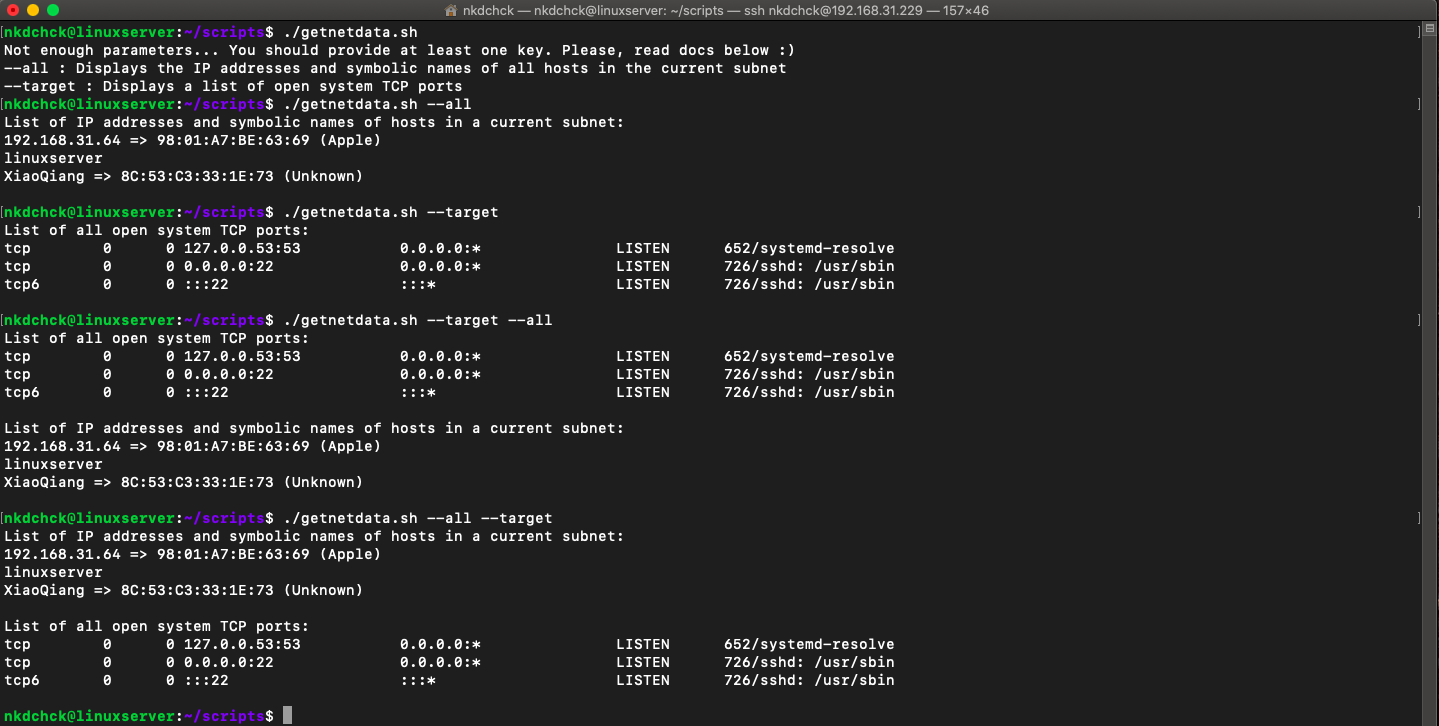 nkdchck — nkdchck@linuxserver: ~/scripts — ssh nkdchck@192.168.31.229 — 157×46
[nkdchck@linuxserver:~/scripts$ ./getnetdata.sh ]
Not enough parameters... You should provide at least one key. Please, read docs below :)
--all : Displays the IP addresses and symbolic names of all hosts in the current subnet
--target : Displays a list of open system TCP ports
[nkdchck@linuxserver:~/scripts$ ./getnetdata.sh --all ]
List of IP addresses and symbolic names of hosts in a current subnet:
192.168.31.64 => 98:01:A7:BE:63:69 (Apple)
linuxserver
XiaoQiang => 8C:53:C3:33:1E:73 (Unknown)
[nkdchck@linuxserver:~/scripts$ ./getnetdata.sh --target ]
List of all open system TCP ports:
tcp        0      0 127.0.0.53:53           0.0.0.0:*               LISTEN      652/systemd-resolve
tcp        0      0 0.0.0.0:22              0.0.0.0:*               LISTEN      726/sshd: /usr/sbin
tcp6       0      0 :::22                   :::*                    LISTEN      726/sshd: /usr/sbin
[nkdchck@linuxserver:~/scripts$ ./getnetdata.sh --target --all ]
List of all open system TCP ports:
tcp        0      0 127.0.0.53:53           0.0.0.0:*               LISTEN      652/systemd-resolve
tcp        0      0 0.0.0.0:22              0.0.0.0:*               LISTEN      726/sshd: /usr/sbin
tcp6       0      0 :::22                   :::*                    LISTEN      726/sshd: /usr/sbin
List of IP addresses and symbolic names of hosts in a current subnet:
192.168.31.64 => 98:01:A7:BE:63:69 (Apple)
linuxserver
XiaoQiang => 8C:53:C3:33:1E:73 (Unknown)
[nkdchck@linuxserver:~/scripts$ ./getnetdata.sh --all --target ]
List of IP addresses and symbolic names of hosts in a current subnet:
192.168.31.64 => 98:01:A7:BE:63:69 (Apple)
linuxserver
XiaoQiang => 8C:53:C3:33:1E:73 (Unknown)
List of all open system TCP ports:
tcp        0      0 127.0.0.53:53           0.0.0.0:*               LISTEN      652/systemd-resolve
tcp        0      0 0.0.0.0:22              0.0.0.0:*               LISTEN      726/sshd: /usr/sbin
tcp6       0      0 :::22                   :::*                    LISTEN      726/sshd: /usr/sbin
nkdchck@linuxserver:~/scripts$